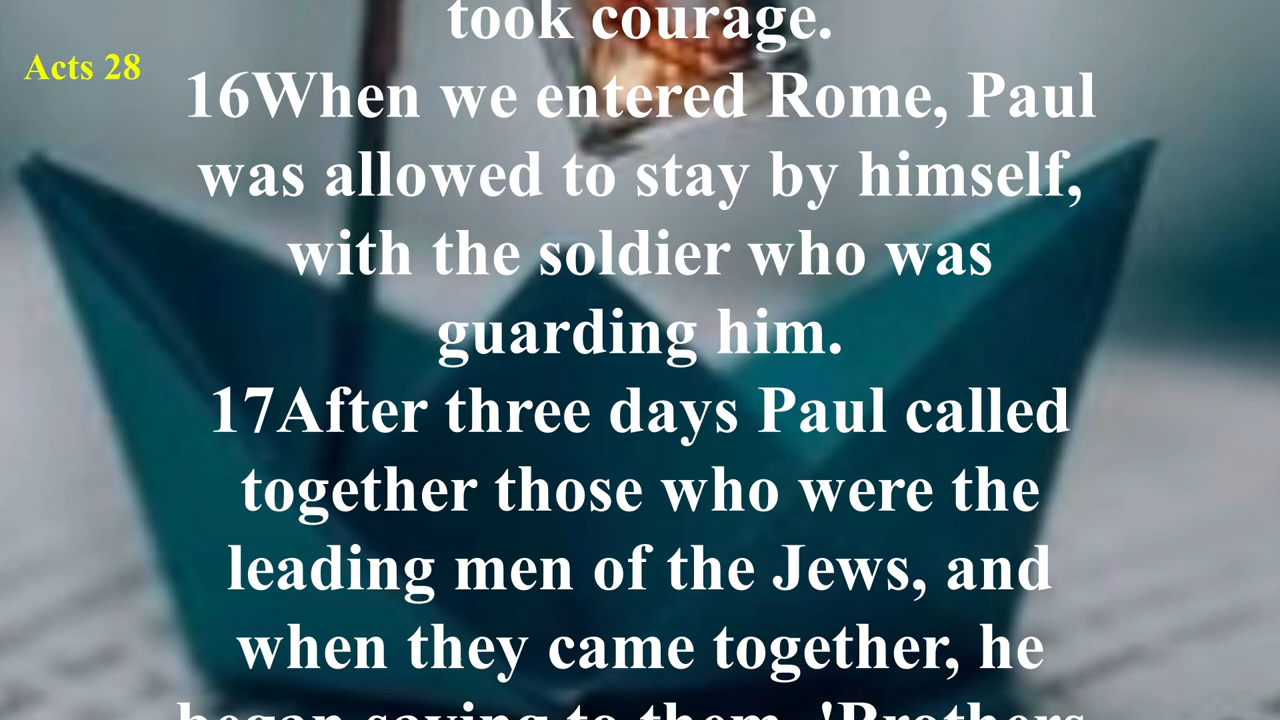 took courage.
Acts 28
16When we entered Rome, Paul
was allowed to stay by himself,
with the soldier who was
guarding him.
17After three days Paul called
together those who were the
leading men of the Jews, and
when they came together, he
began saying to them, 'Brothers,